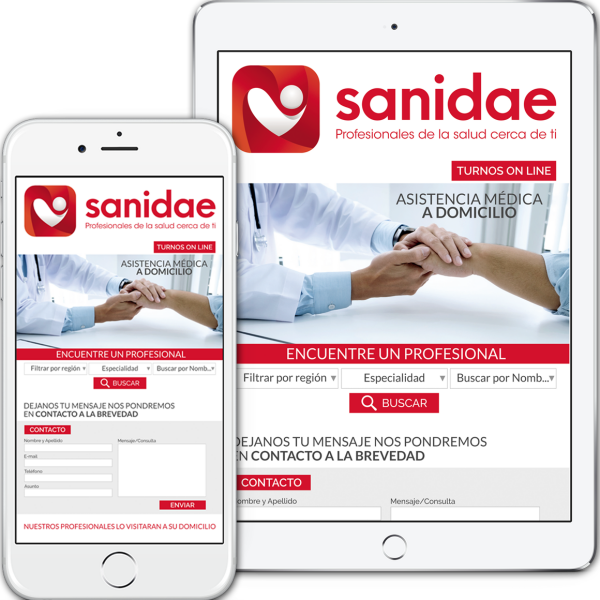 sanidae
Profesionales de la salud cerca de ti
TURNOS ON LINE
ASISTENCIA MÉDICA
A DOMICILIO
ENCUENTRE UN PROFESIONAL
Filtrar por región Especialidad Buscar por Nomb...
BUSCAR
DEJANOS TU MENSAJE NOS PONDREMOS
EN CONTACTO A LA BREVEDAD
CONTACTO
Nombre y Apellido Mensaje/Consulta
E-mail
Teléfono
Asunto
ENVIAR
NUESTROS PROFESIONALES LO VISITARAN A SU DOMICILIO
sanidae
Profesionales de la salud cerca de ti
TURNOS ON LINE
ASISTENCIA MÉDICA
A DOMICILIO
ENCUENTRE UN PROFESIONAL
Filtrar por región Especialidad Buscar por Nomb...
BUSCAR
DEJANOS TU MENSAJE NOS PONDREMOS
EN CONTACTO A LA BREVEDAD
CONTACTO
ombre y Apellido Mensaje/Consulta